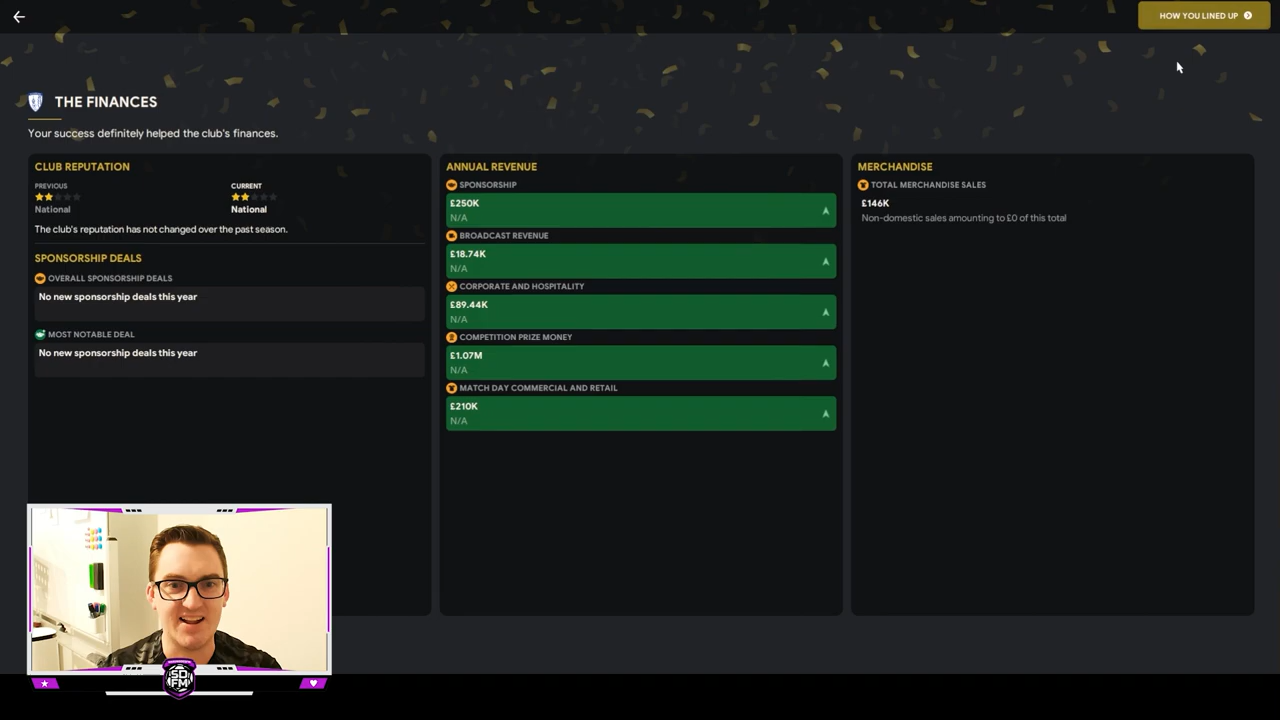 HOW YOU LINED UP
THE FINANCES
Your success definitely helped the club's finances.
CLUB REPUTATION
PREVIOUS
CURRENT
National
National
The club's reputation has not changed over the past season.
SPONSORSHIP DEALS
OVERALL SPONSORSHIP DEALS
No new sponsorship deals this year
MOST NOTABLE DEAL
No new sponsorship deals this year
ANNUAL REVENUE
SPONSORSHIP
£250K
N/A
BROADCAST REVENUE
£18.74K
N/A
CORPORATE AND HOSPITALITY
£89.44K
N/A
COMPETITION PRIZE MONEY
£1.07M
N/A
MATCH DAY COMMERCIAL AND RETAIL
£210K
N/A
MERCHANDISE
TOTAL MERCHANDISE SALES
£146K
Non-domestic sales amounting to £0 of this total
SD
FM